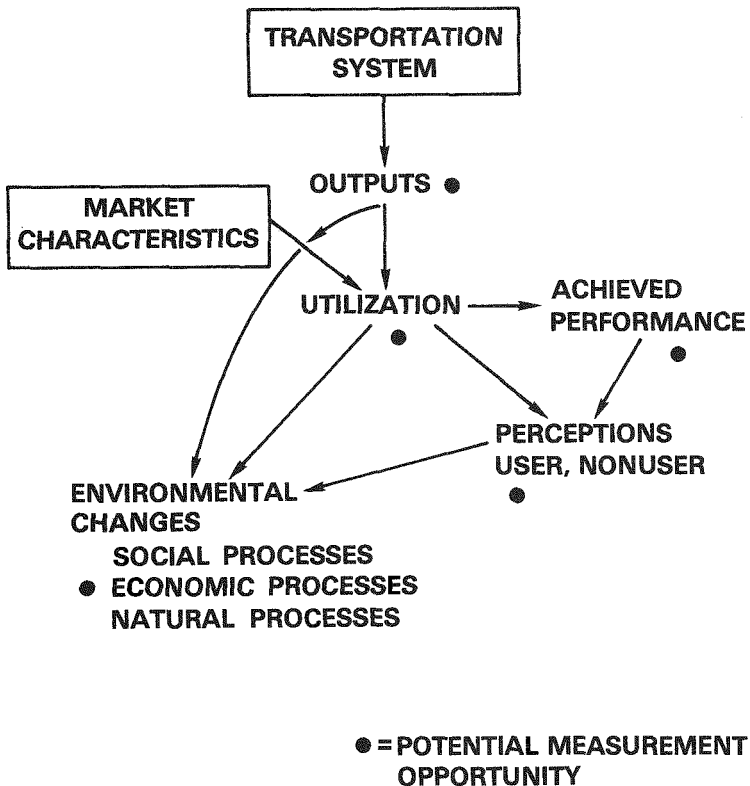 TRANSPORTATION
SYSTEM
OUTPUTS ●
MARKET
CHARACTERISTICS
UTILIZATION
●
ACHIEVED
PERFORMANCE
●
PERCEPTIONS
USER, NONUSER
●
ENVIRONMENTAL
CHANGES
SOCIAL PROCESSES
● ECONOMIC PROCESSES
NATURAL PROCESSES
● = POTENTIAL MEASUREMENT
OPPORTUNITY